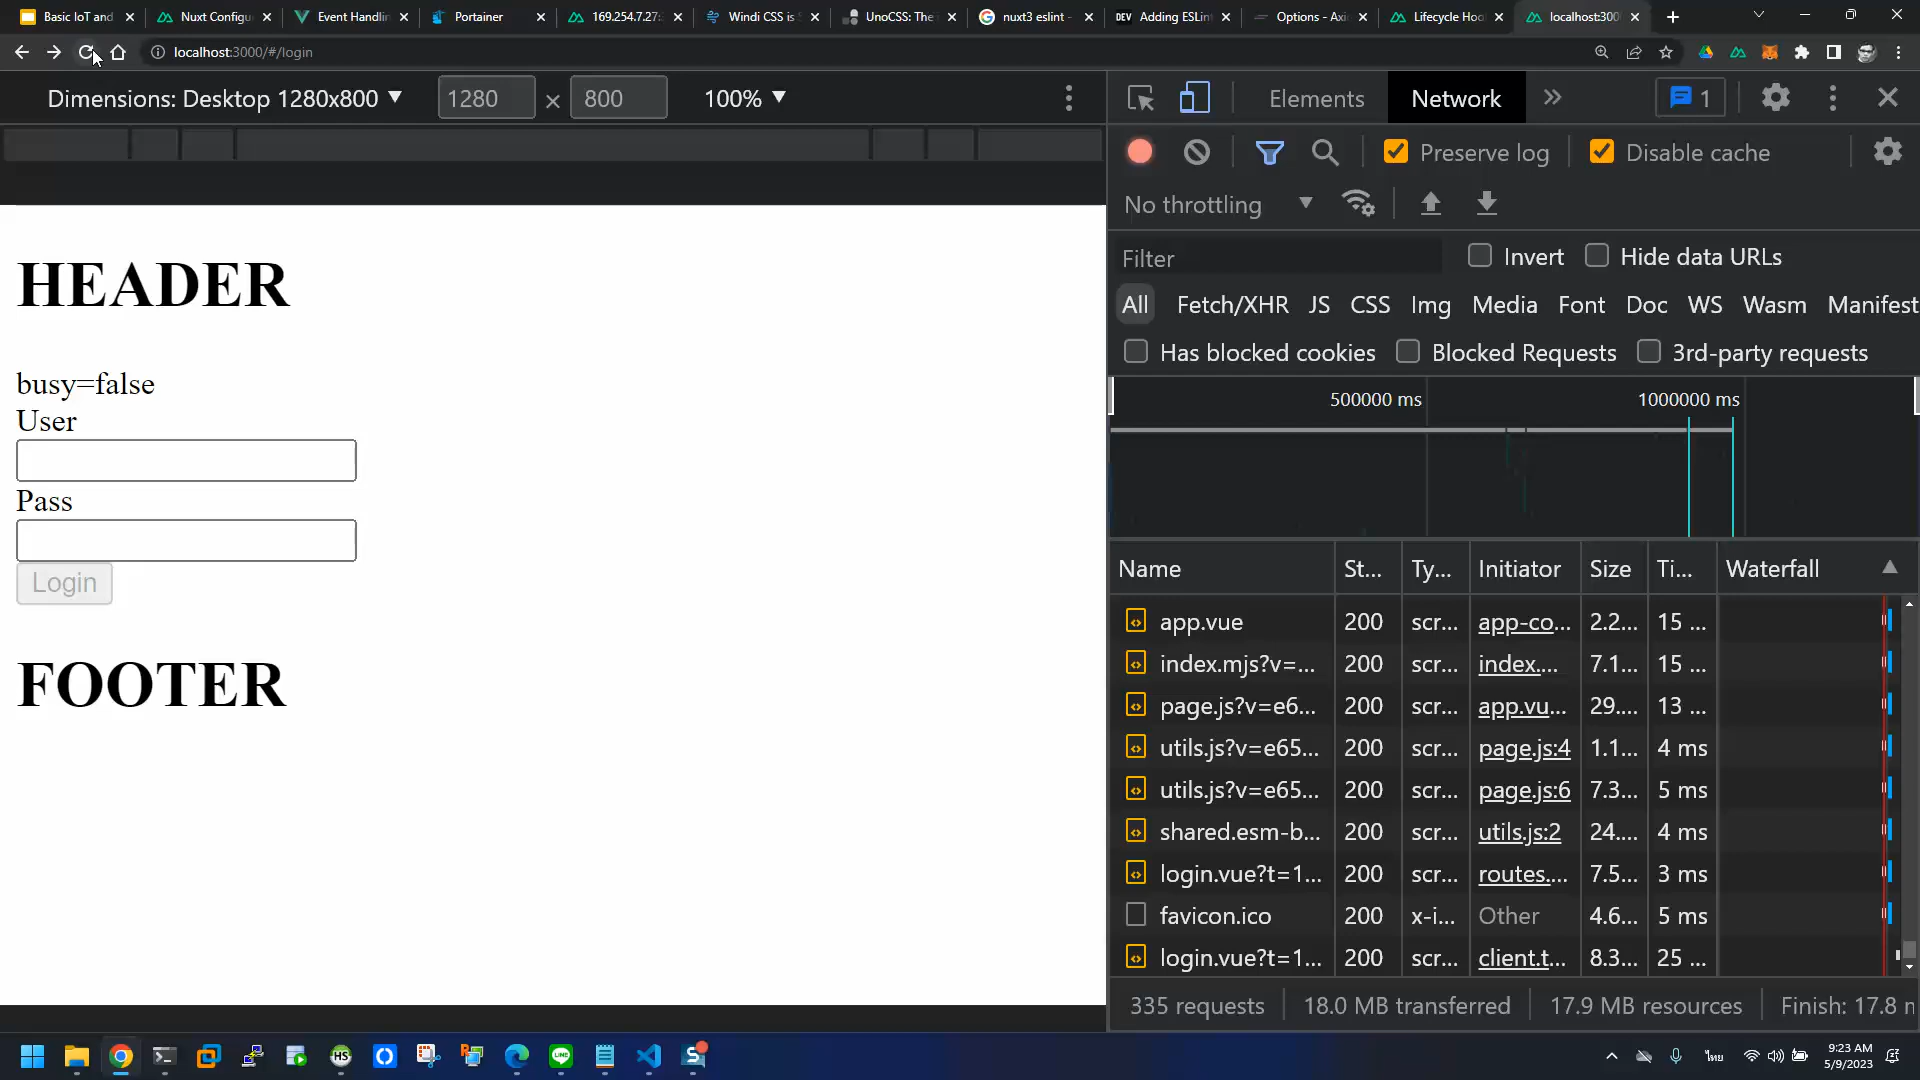 Basic IoT and
Nuxt Configu
Event Handlin
Portainer
169.254.7.27:
Windi CSS is
UnoCSS: The
nuxt3 eslint -
DEV Adding ESLin
Options - Axi
Lifecycle Hoo
localhost:300
localhost:3000/#/login
Dimensions: Desktop 1280x800 ▼ 1280 × 800 100% ▼
Elements Network 1
Preserve log Disable cache
No throttling
Filter Invert Hide data URLs
All Fetch/XHR JS CSS Img Media Font Doc WS Wasm Manifest
Has blocked cookies Blocked Requests 3rd-party requests
500000 ms 1000000 ms
HEADER
busy=false
User
Pass
Login
FOOTER
Name St... Ty... Initiator Size Ti... Waterfall
app.vue 200 scr... app-co... 2.2... 15 ...
index.mjs?v=... 200 scr... index.... 7.1... 15 ...
page.js?v=e6... 200 scr... app.vu... 29.... 13 ...
utils.js?v=e65... 200 scr... page.js:4 1.1... 4 ms
utils.js?v=e65... 200 scr... page.js:6 7.3... 5 ms
shared.esm-b... 200 scr... utils.js:2 24.... 4 ms
login.vue?t=1... 200 scr... routes.... 7.5... 3 ms
favicon.ico 200 x-i... Other 4.6... 5 ms
login.vue?t=1... 200 scr... client.t... 8.3... 25 ...
335 requests 18.0 MB transferred 17.9 MB resources Finish: 17.8 m
HS
LINE
ไทย
9:23 AM
5/9/2023